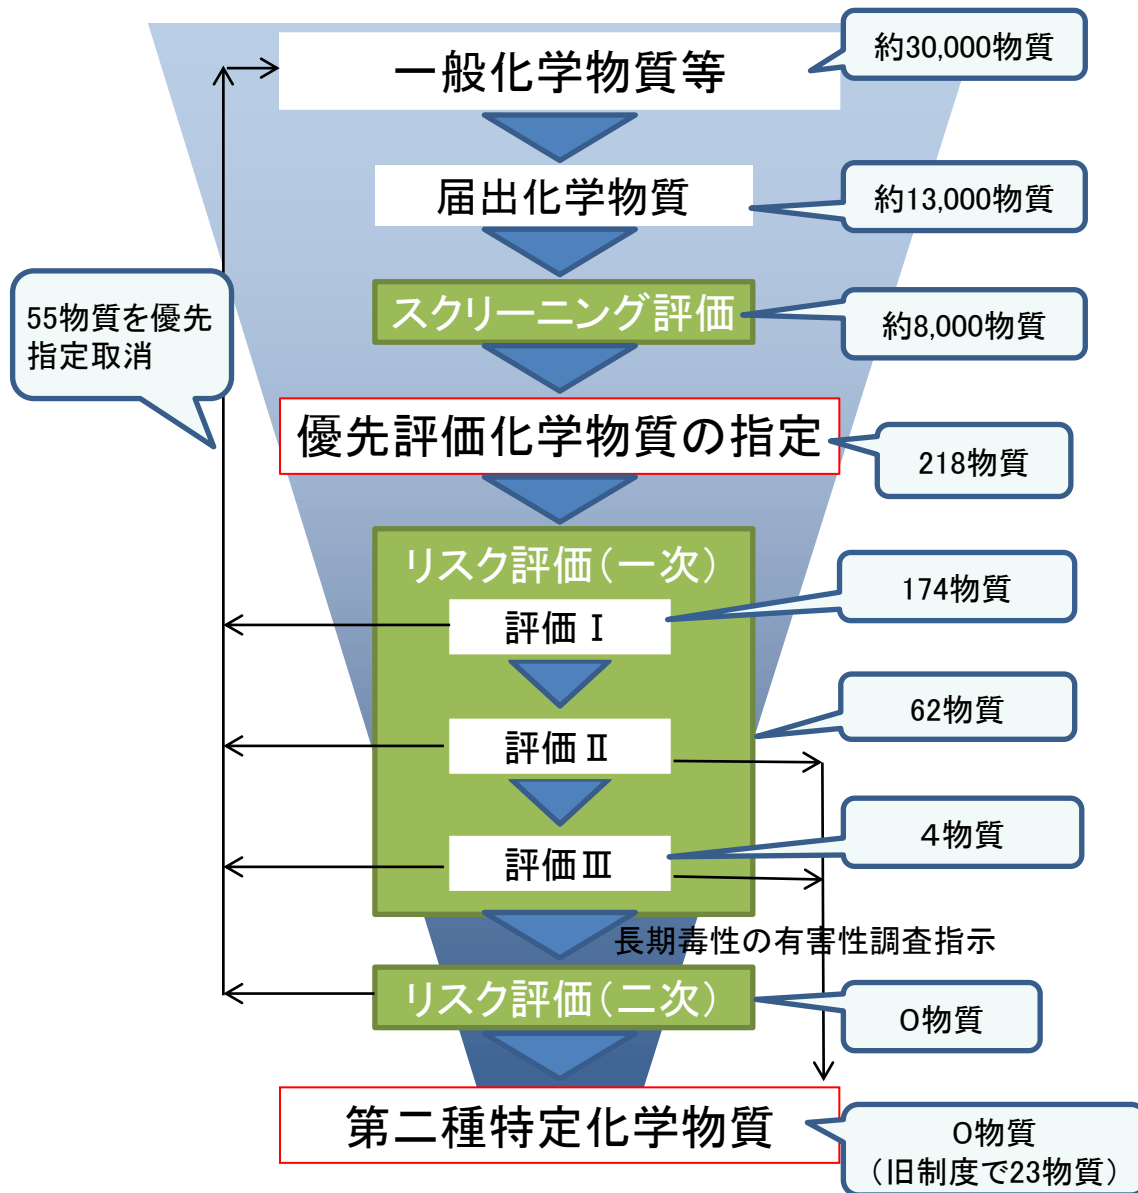 一般化学物質等
約30,000物質
届出化学物質
約13,000物質
スクリーニング評価
約8,000物質
55物質を優先
指定取消
優先評価化学物質の指定
218物質
リスク評価(一次)
評価Ⅰ
174物質
評価Ⅱ
62物質
評価Ⅲ
4物質
長期毒性の有害性調査指示
リスク評価(二次)
0物質
第二種特定化学物質
0物質
(旧制度で23物質)